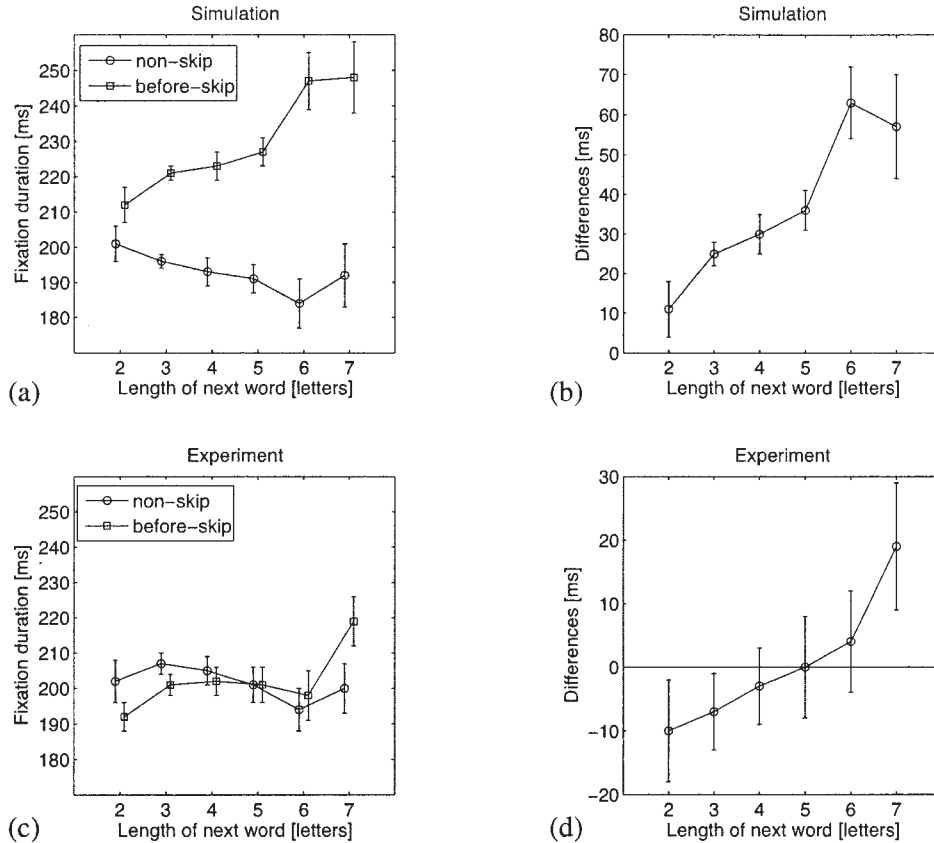 Simulation
non-skip
before-skip
Fixation duration [ms]
250
240
230
220
210
200
190
180
2 3 4 5 6 7
Length of next word [letters]
(a)
Simulation
Differences [ms]
80
70
60
50
40
30
20
10
0
2 3 4 5 6 7
Length of next word [letters]
(b)
Experiment
non-skip
before-skip
Fixation duration [ms]
250
240
230
220
210
200
190
180
2 3 4 5 6 7
Length of next word [letters]
(c)
Experiment
Differences [ms]
30
20
10
0
-10
-20
2 3 4 5 6 7
Length of next word [letters]
(d)